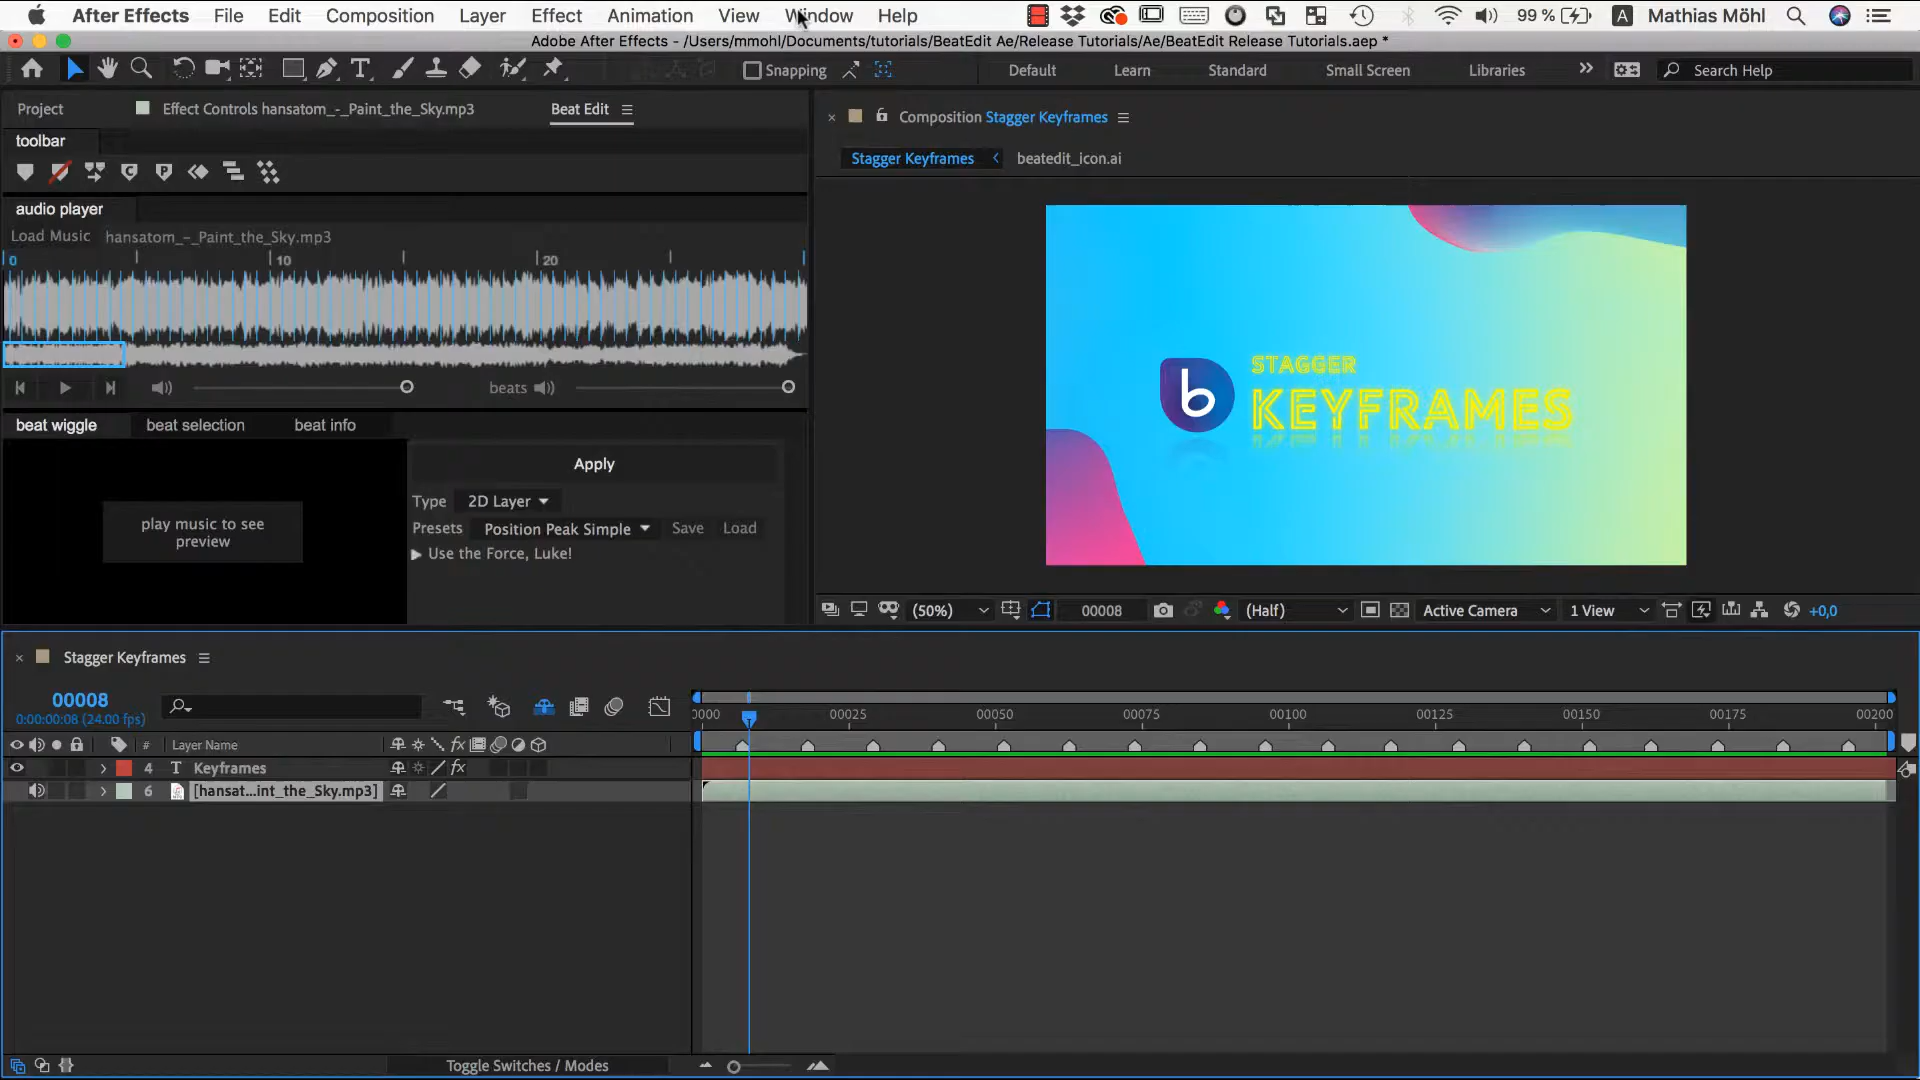 After Effects File Edit Composition Layer Effect Animation View Window Help 99 % A Mathias Möhl
Adobe After Effects - /Users/mmohl/Documents/tutorials/BeatEdit Ae/Release Tutorials/Ae/BeatEdit Release Tutorials.aep *
Snapping Default Learn Standard Small Screen Libraries Search Help
Project Effect Controls hansatom_-_Paint_the_Sky.mp3 Beat Edit
Composition Stagger Keyframes
toolbar
Stagger Keyframes beatedit_icon.ai
audio player
Load Music hansatom_-_Paint_the_Sky.mp3
0 10 20
b STAGGER
KEYFRAMES
beats
beat wiggle beat selection beat info
Apply
Type 2D Layer
play music to see
preview
Presets Position Peak Simple Save Load
Use the Force, Luke!
(50%) 00008 (Half) Active Camera 1 View +0,0
Stagger Keyframes
00008
0:00:00:08 (24.00 fps)
0000 00025 00050 00075 00100 00125 00150 00175 00200
# Layer Name fx
4 T Keyframes fx
6 [hansat...int_the_Sky.mp3]
Toggle Switches / Modes